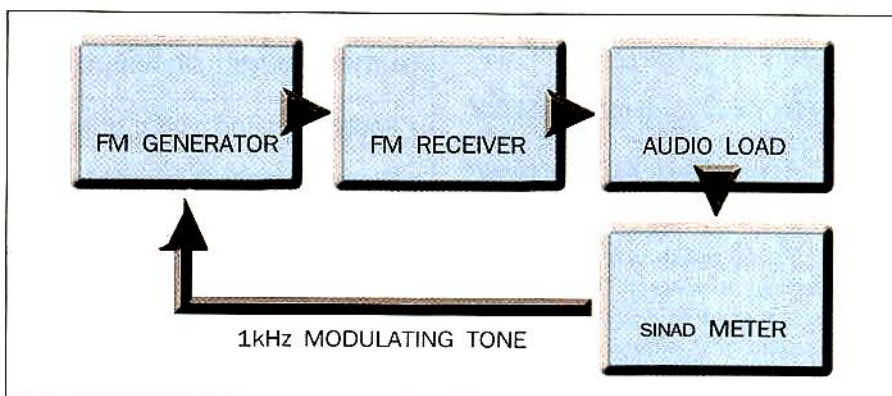 FM GENERATOR
FM RECEIVER
AUDIO LOAD
SINAD METER
1kHz MODULATING TONE